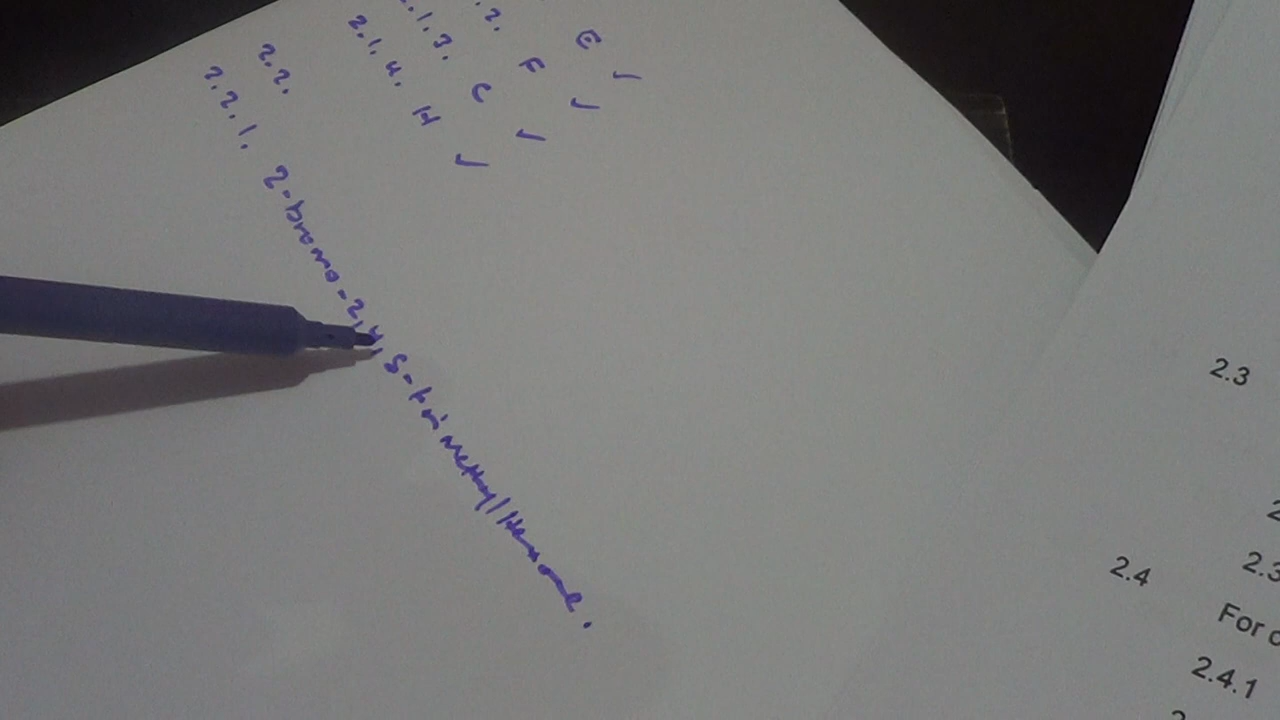 .2. E ✓
.1.3. F ✓
2.1.4. C ✓
H ✓
2.2.
2.2.1. 2-bromo-2,4,5-trimethylHexane.
2.3
2.3
2.4
For
2.4.1